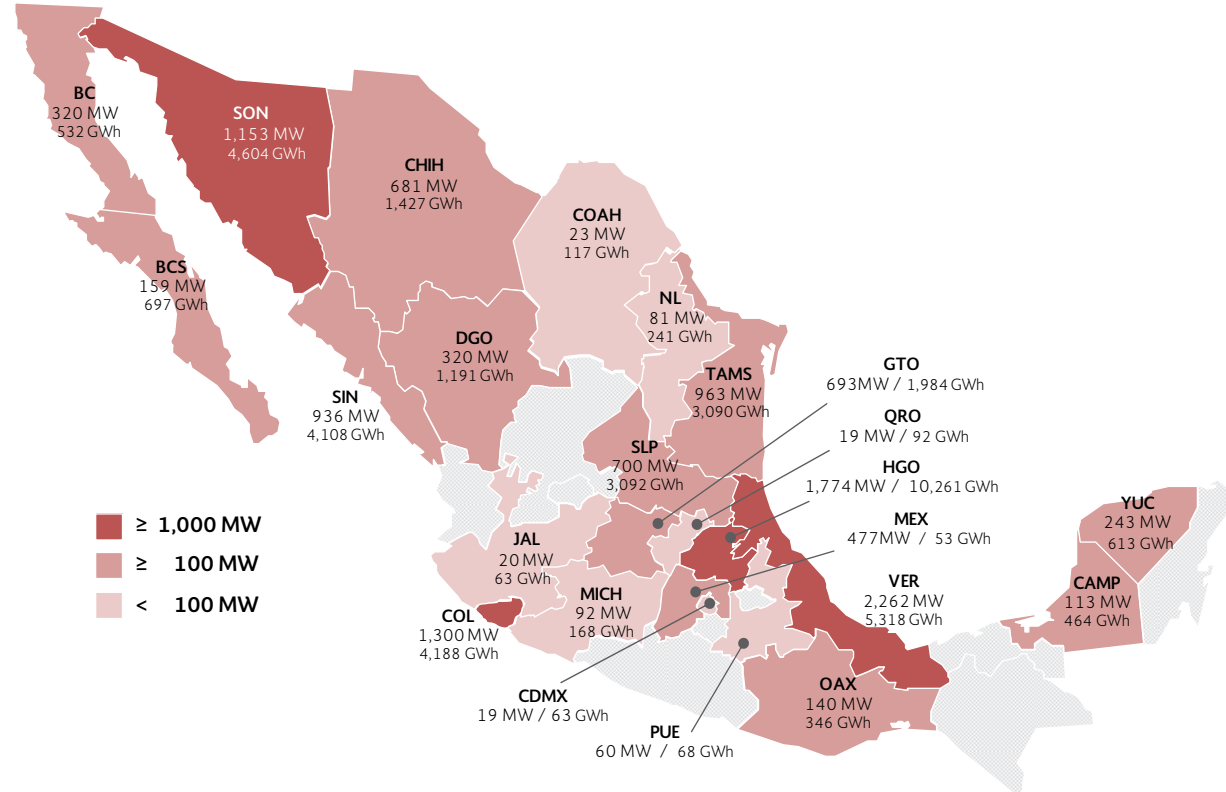 BC
320 MW
532 GWh
SON
1,153 MW
4,604 GWh
CHIH
681 MW
1,427 GWh
COAH
23 MW
117 GWh
BCS
159 MW
697 GWh
NL
81 MW
241 GWh
DGO
320 MW
1,191 GWh
TAMS
963 MW
3,090 GWh
SIN
936 MW
4,108 GWh
SLP
700 MW
3,092 GWh
GTO
693MW / 1,984 GWh
QRO
19 MW / 92 GWh
HGO
1,774 MW / 10,261 GWh
MEX
477MW / 53 GWh
VER
2,262 MW
5,318 GWh
YUC
243 MW
613 GWh
CAMP
113 MW
464 GWh
≥ 1,000 MW
≥ 100 MW
< 100 MW
JAL
20 MW
63 GWh
MICH
92 MW
168 GWh
COL
1,300 MW
4,188 GWh
CDMX
19 MW / 63 GWh
PUE
60 MW / 68 GWh
OAX
140 MW
346 GWh